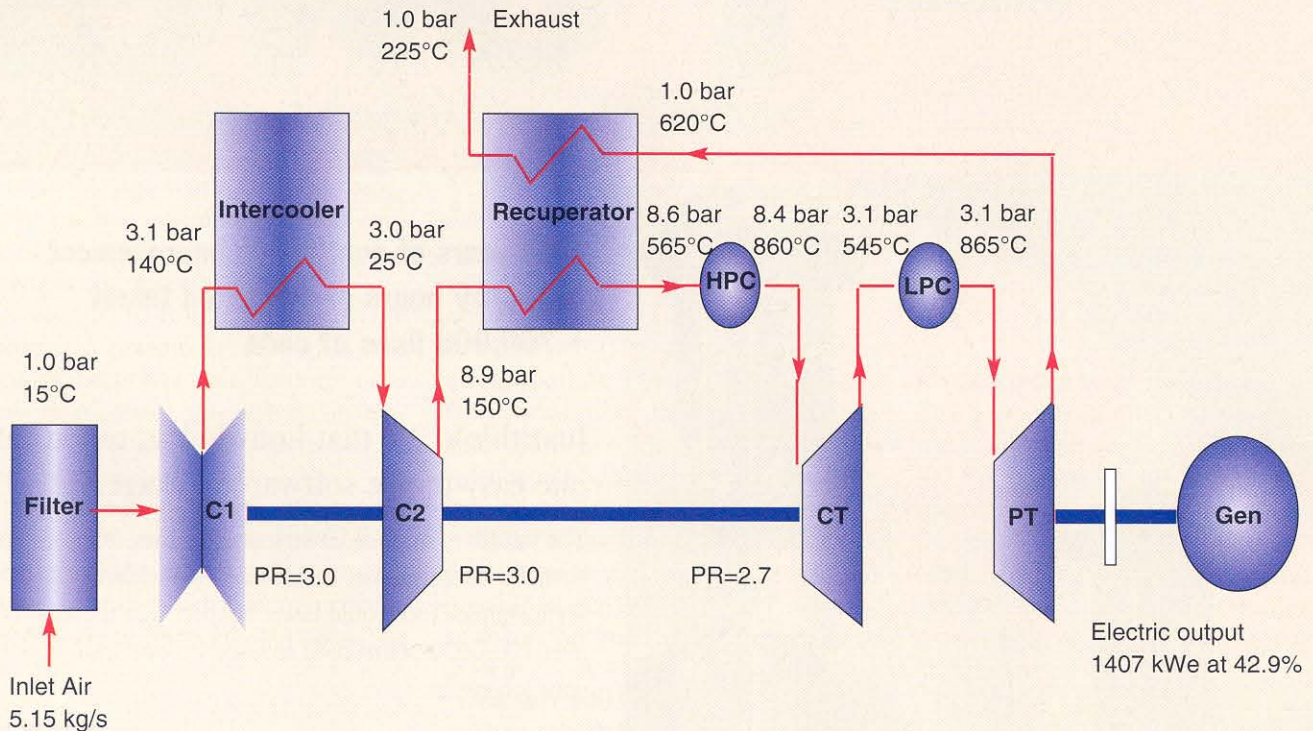 1.0 bar
225°C
Exhaust
1.0 bar
620°C
Intercooler
Recuperator
3.1 bar
140°C
3.0 bar
25°C
8.6 bar
565°C
8.4 bar
860°C
3.1 bar
545°C
3.1 bar
865°C
HPC
LPC
1.0 bar
15°C
8.9 bar
150°C
Filter
C1
C2
CT
PT
Gen
PR=3.0
PR=3.0
PR=2.7
Electric output
1407 kWe at 42.9%
Inlet Air
5.15 kg/s